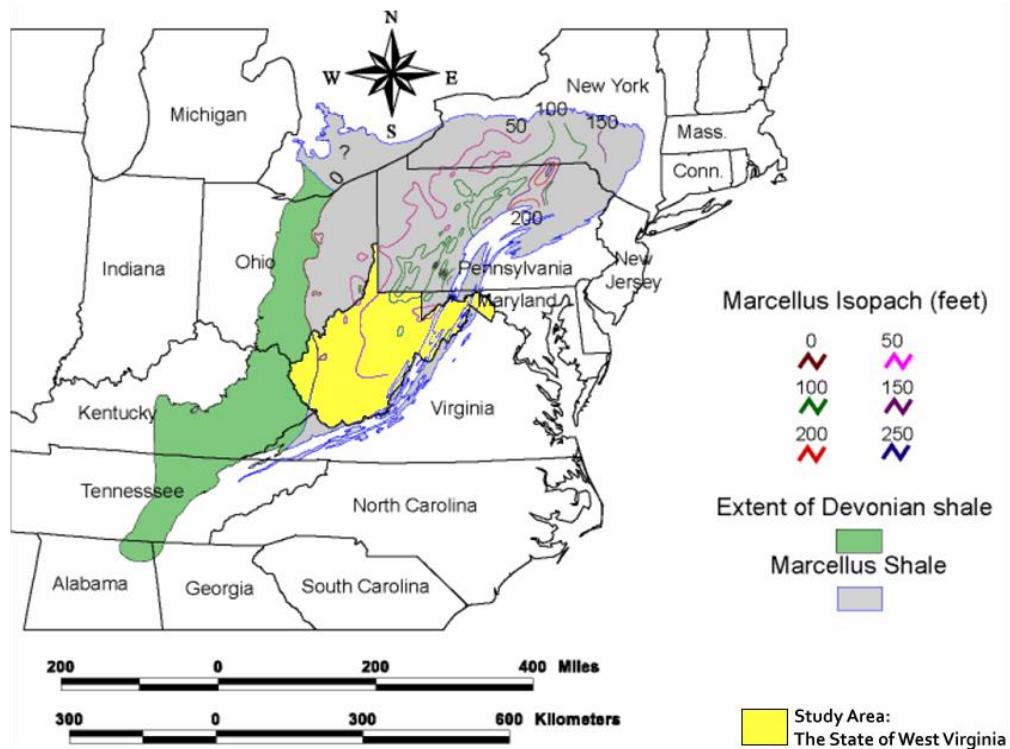 N
W
E
S
Michigan
New York
100
50
150
Mass.
?
Conn.
200
Ohio
Indiana
Pennsylvania
New
Jersey
Maryland
Kentucky
Virginia
Tennesssee
North Carolina
Alabama
Georgia
South Carolina
Marcellus Isopach (feet)
0
50
100
150
200
250
Extent of Devonian shale
Marcellus Shale
200 0 200 400 Miles
300 0 300 600 Kilometers
Study Area:
The State of West Virginia